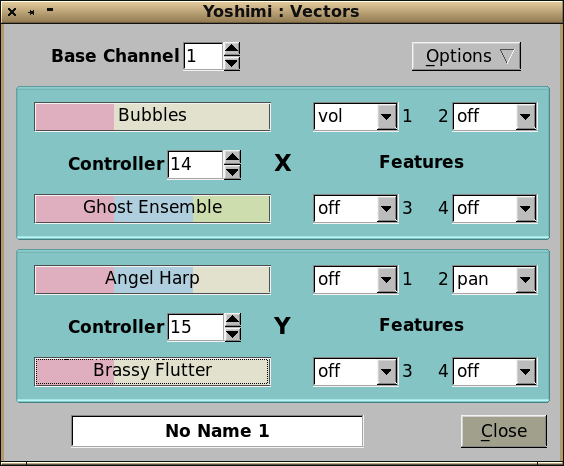 Yoshimi : Vectors
Base Channel 1 Options
Bubbles vol 1 2 off
Controller 14 X Features
Ghost Ensemble off 3 4 off
Angel Harp off 1 2 pan
Controller 15 Y Features
Brassy Flutter off 3 4 off
No Name 1 Close